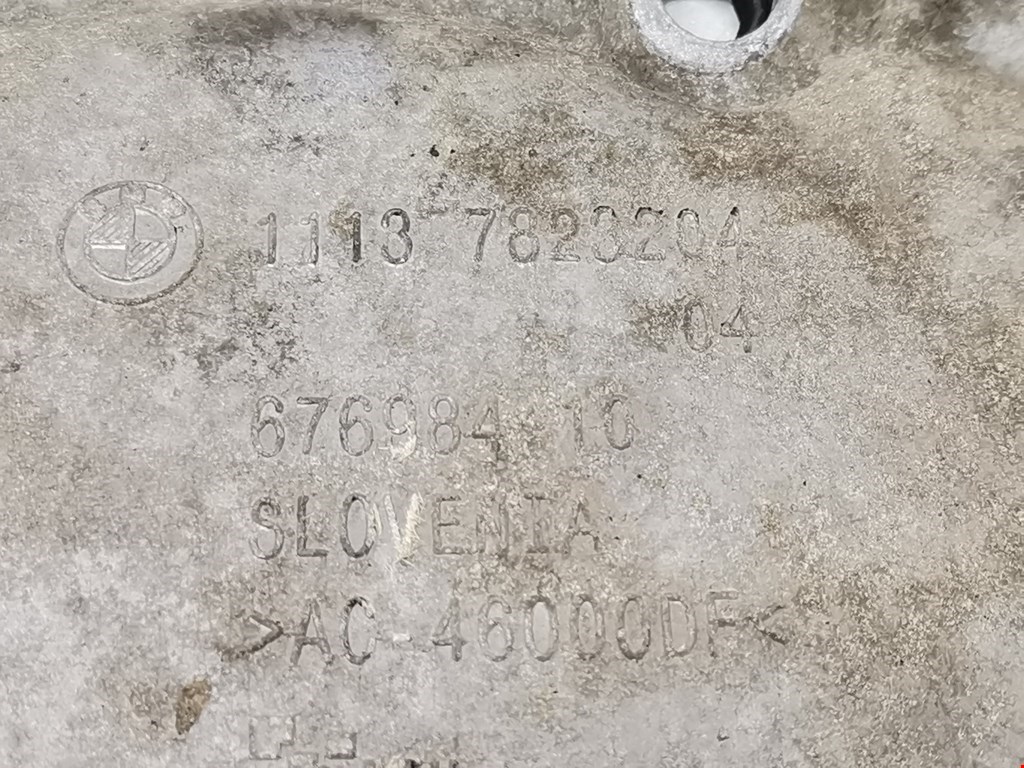 1113 7823204
04
676984-10
SLOVENIA
>AC-46000DF<